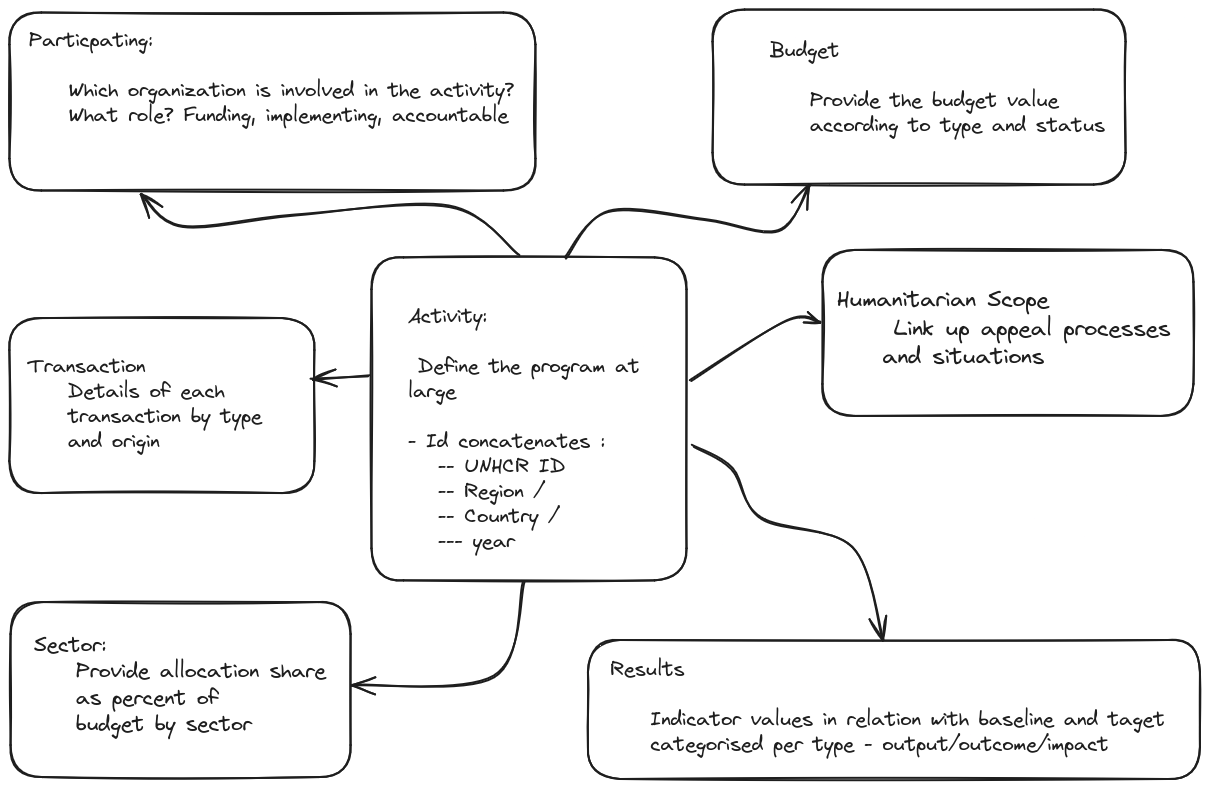 Particpating:
Which organization is involved in the activity?
What role? Funding, implementing, accountable
Budget
Provide the budget value
according to type and status
Activity:
Define the program at
large
- Id concatenates :
-- UNHCR ID
-- Region /
-- Country /
--- year
Humanitarian Scope
Link up appeal processes
and situations
Transaction
Details of each
transaction by type
and origin
Sector:
Provide allocation share
as percent of
budget by sector
Results
Indicator values in relation with baseline and taget
categorised per type - output/outcome/impact